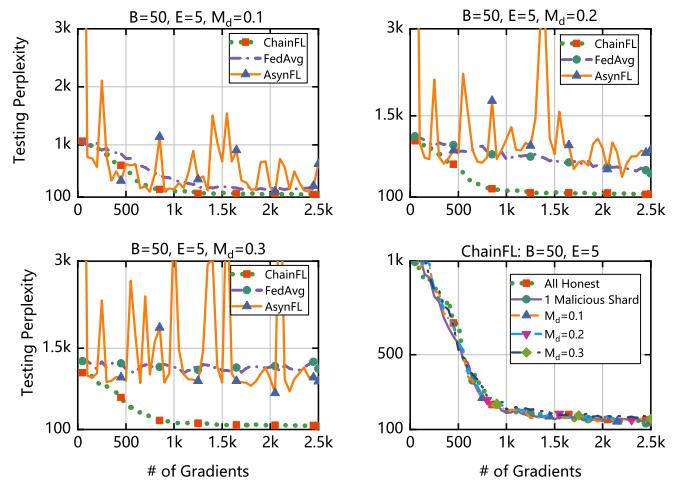 B=50, E=5, Md=0.1
3k
2k
1k
100
0
500
1k
1.5k
2k
2.5k
Testing Perplexity
ChainFL
FedAvg
AsynFL
B=50, E=5, Md=0.2
3k
1.5k
100
0
500
1k
1.5k
2k
2.5k
ChainFL
FedAvg
AsynFL
B=50, E=5, Md=0.3
3k
1.5k
100
0
500
1k
1.5k
2k
2.5k
Testing Perplexity
# of Gradients
ChainFL
FedAvg
AsynFL
ChainFL: B=50, E=5
1k
500
100
0
500
1k
1.5k
2k
2.5k
# of Gradients
All Honest
1 Malicious Shard
Md=0.1
Md=0.2
Md=0.3